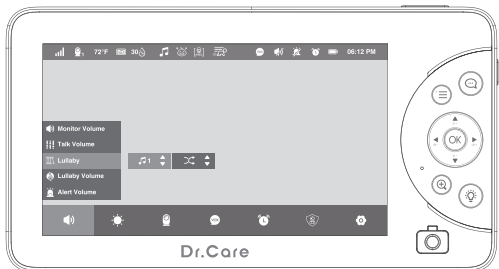 72°F 30 06:12 PM
Monitor Volume
Talk Volume
Lullaby 1
Lullaby Volume
Alert Volume
OK
Dr.Care